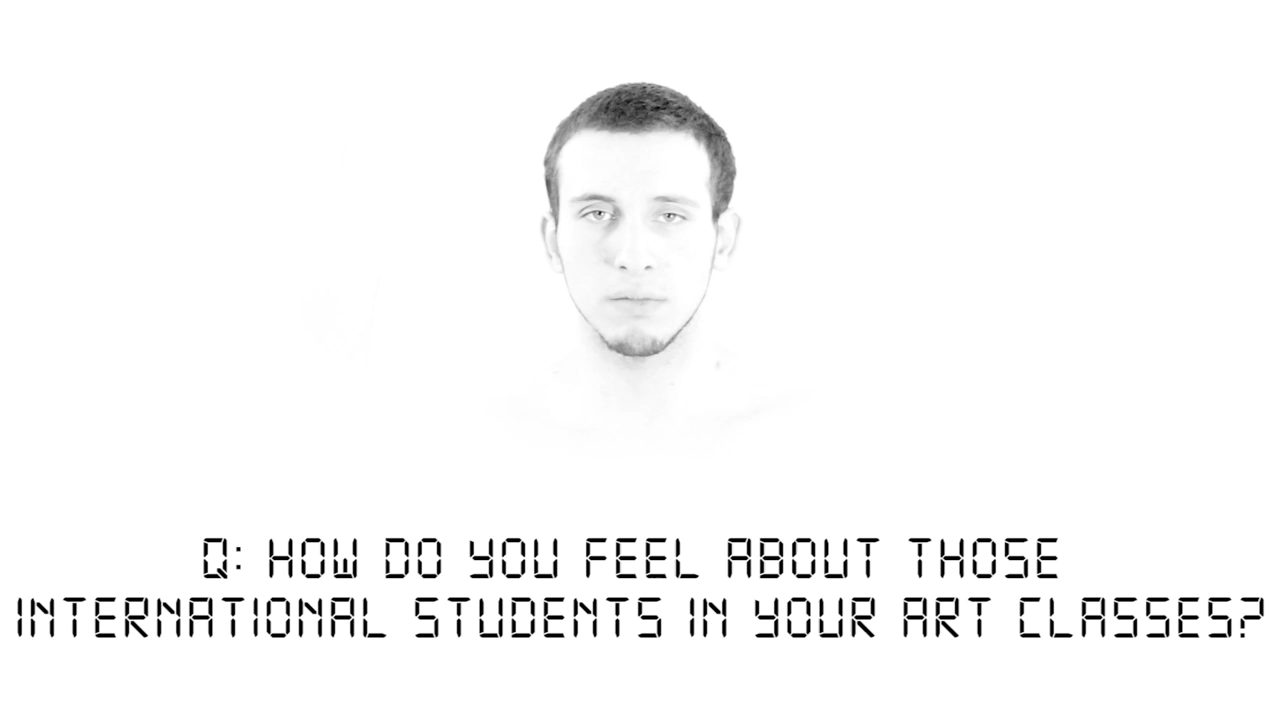 Q: HOW DO YOU FEEL ABOUT THOSE
INTERNATIONAL STUDENTS IN YOUR ART CLASSES?